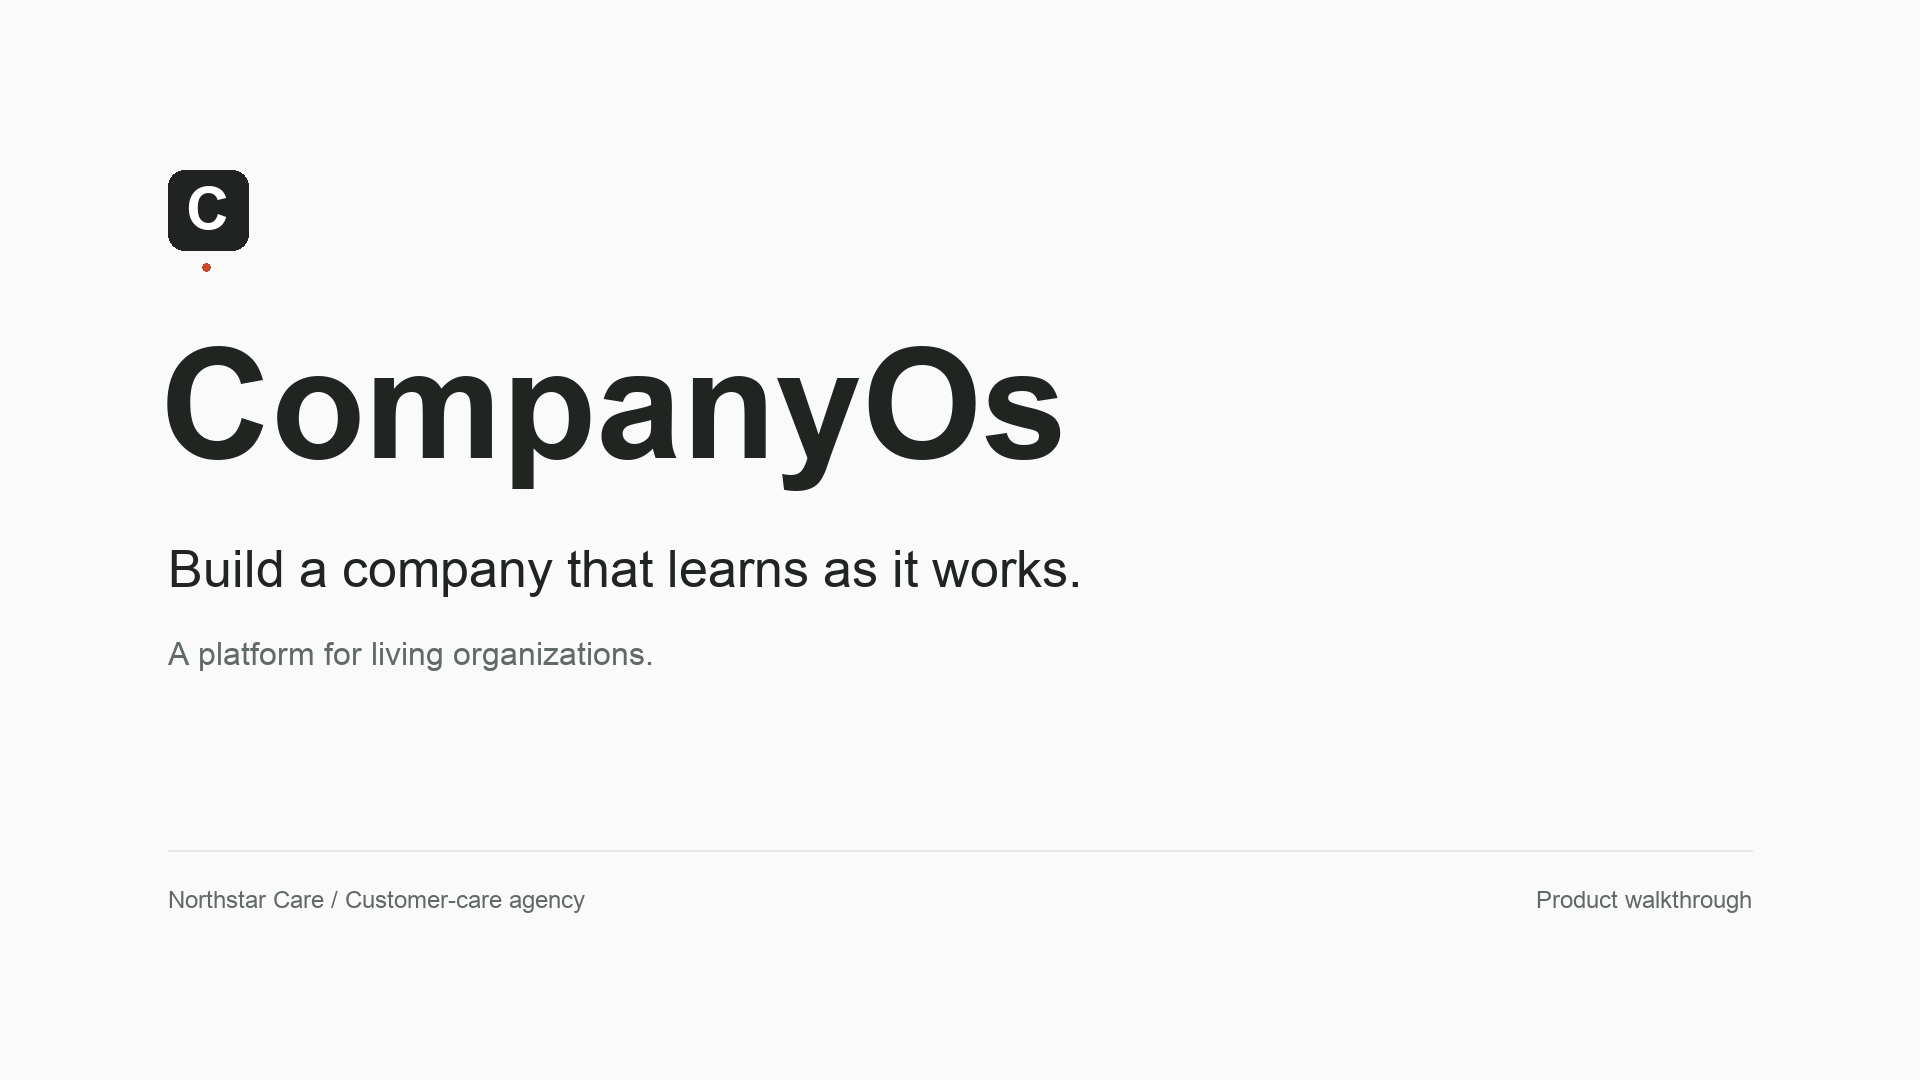 C
CompanyOs
Build a company that learns as it works.
A platform for living organizations.
Northstar Care / Customer-care agency
Product walkthrough